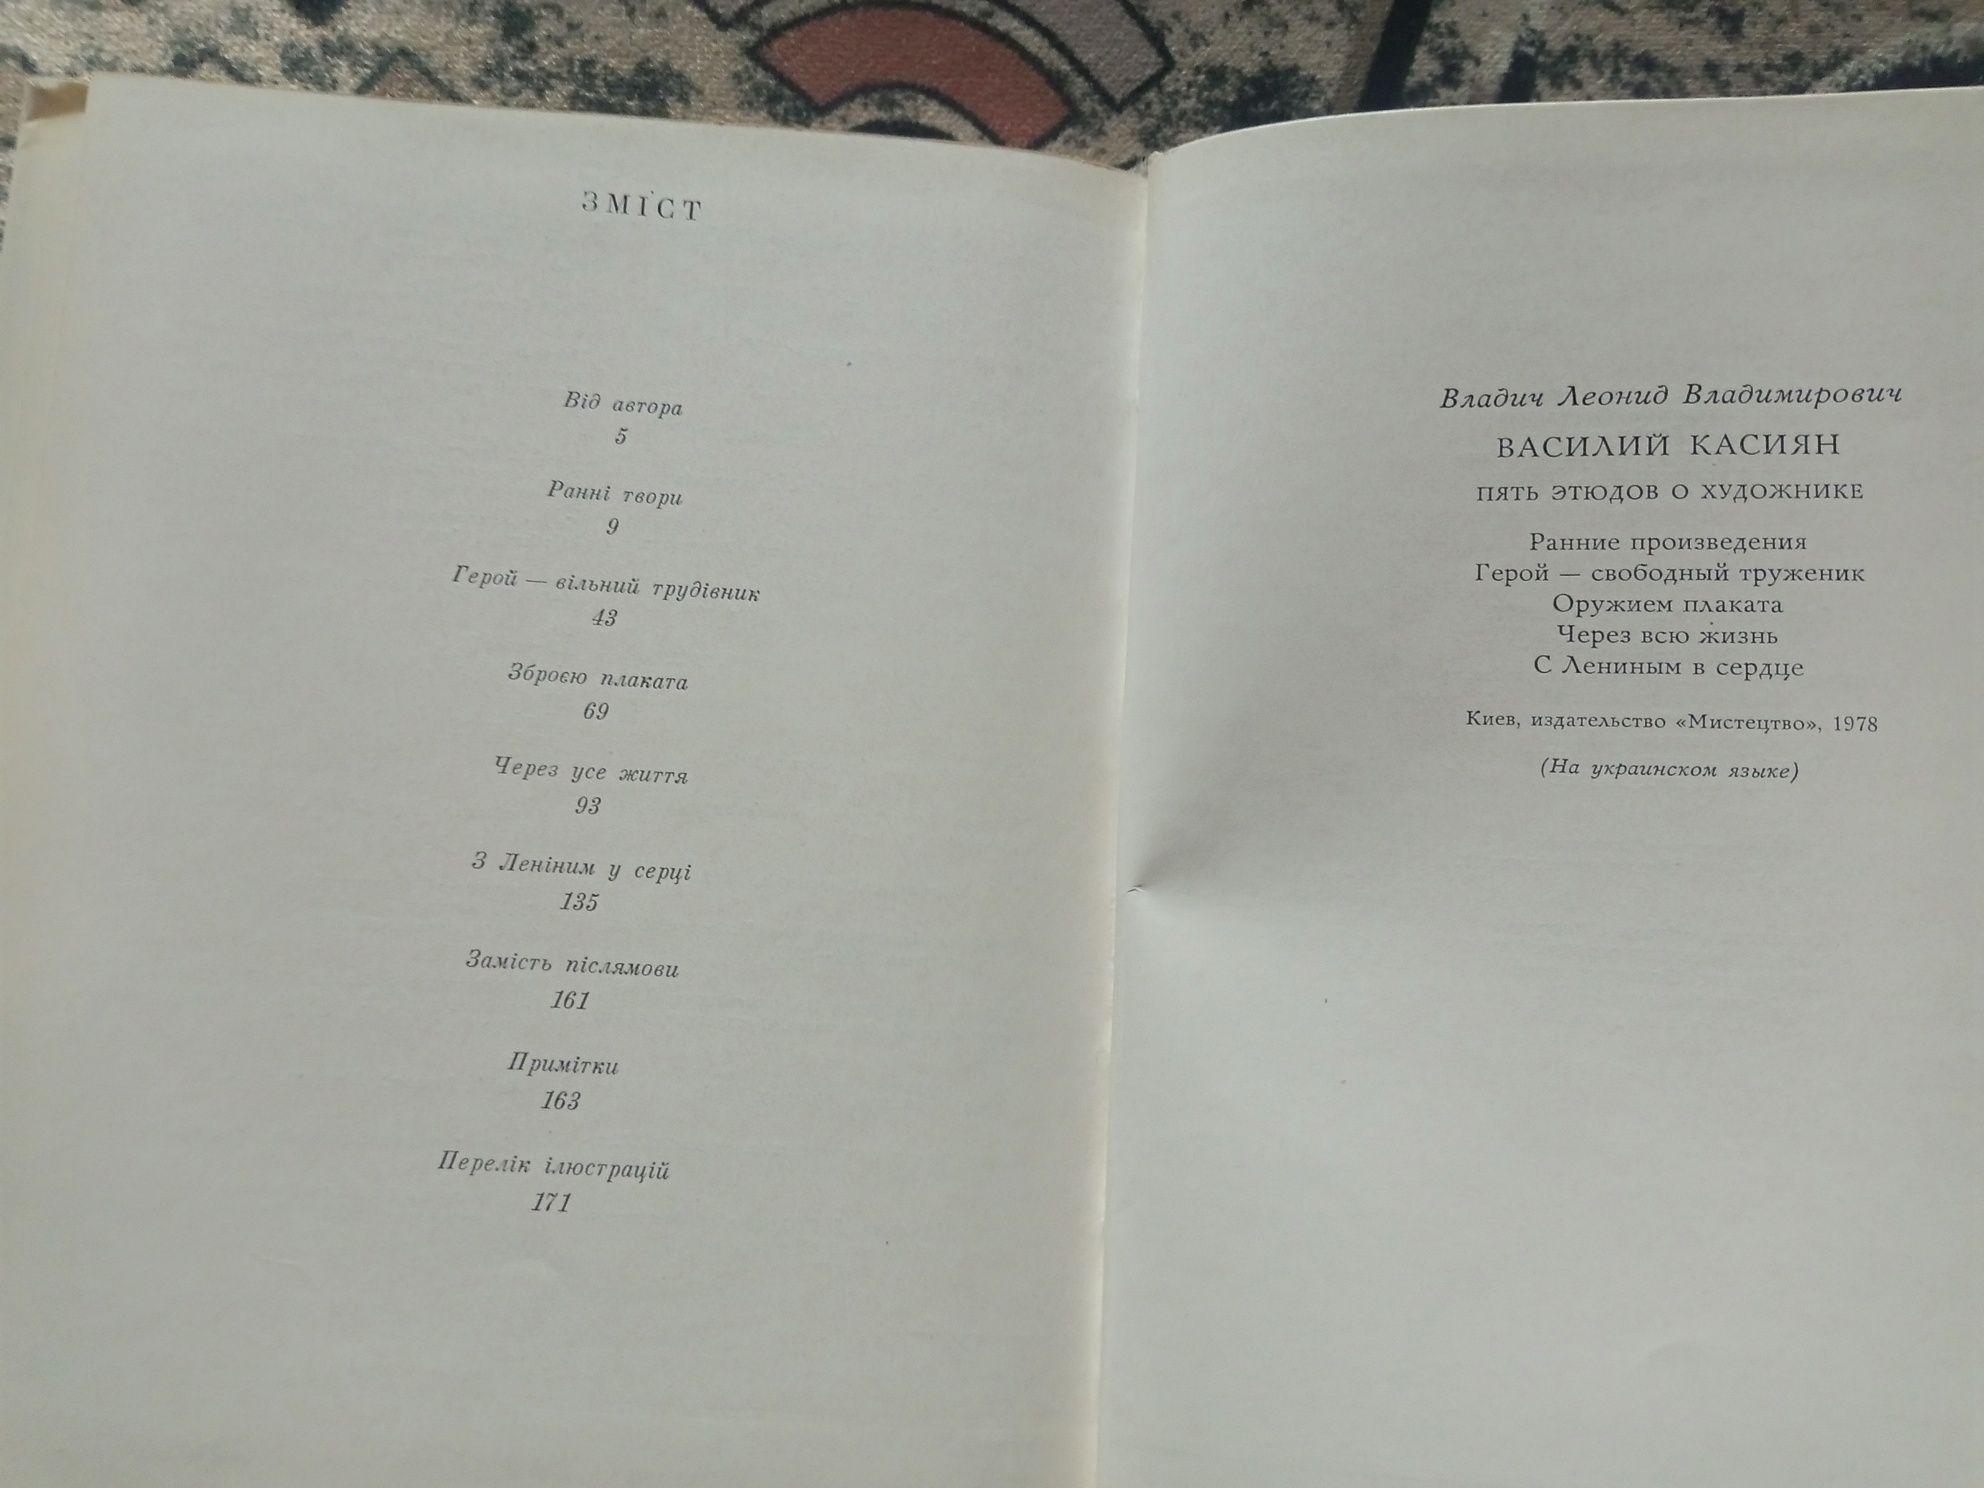 ЗМІСТ
Від автора
5
Ранні твори
9
Герой — вільний трудівник
43
Зброєю плаката
69
Через усе життя
93
З Леніним у серці
135
Замість післямови
161
Примітки
163
Перелік ілюстрацій
171
Владич Леонид Владимирович
ВАСИЛИЙ КАСИЯН
ПЯТЬ ЭТЮДОВ О ХУДОЖНИКЕ
Ранние произведения
Герой — свободный труженик
Оружием плаката
Через всю жизнь
С Лениным в сердце
Киев, издательство «Мистецтво», 1978
(На украинском языке)